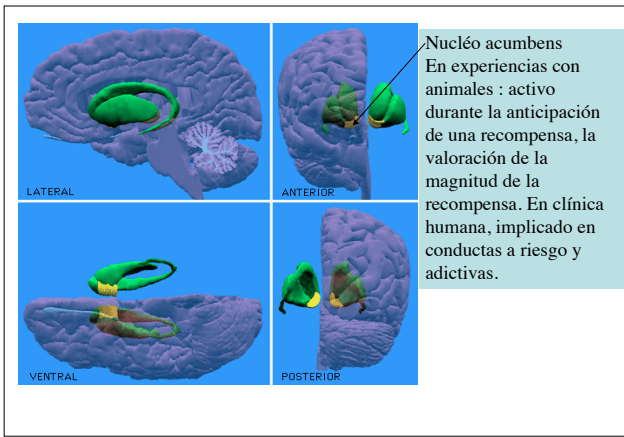 LATERAL
ANTERIOR
VENTRAL
POSTERIOR
Nucléo acumbens
En experiencias con
animales : activo
durante la anticipación
de una recompensa, la
valoración de la
magnitud de la
recompensa. En clínica
humana, implicado en
conductas a riesgo y
adictivas.